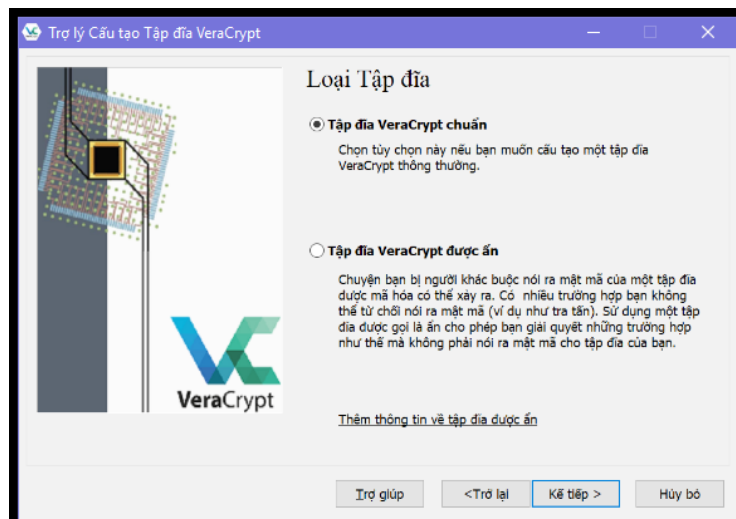 Trợ lý Cấu tạo Tập đĩa VeraCrypt
Loại Tập đĩa
Tập đĩa VeraCrypt chuẩn
Chọn tùy chọn này nếu bạn muốn cấu tạo một tập đĩa
VeraCrypt thông thường.
Tập đĩa VeraCrypt được ẩn
Chuyện bạn bị người khác buộc nói ra mật mã của một tập đĩa
được mã hóa có thể xảy ra. Có nhiều trường hợp bạn không
thể từ chối nói ra mật mã (ví dụ như tra tấn). Sử dụng một tập
đĩa được gọi là ẩn cho phép bạn giải quyết những trường hợp
như thế mà không phải nói ra mật mã cho tập đĩa của bạn.
VeraCrypt
Thêm thông tin về tập đĩa được ẩn
Trợ giúp
<Trở lại
Kế tiếp >
Hủy bỏ